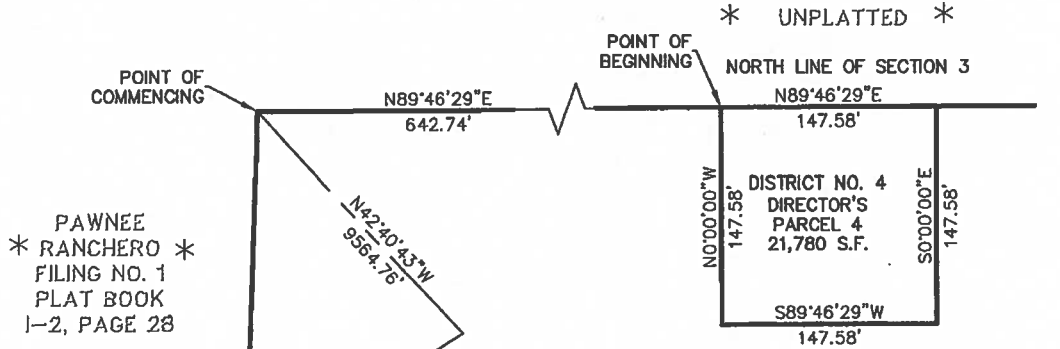 * UNPLATTED *
POINT OF
BEGINNING
NORTH LINE OF SECTION 3
POINT OF
COMMENCING
N89°46'29"E
642.74'
N89°46'29"E
147.58'
N42°40'43"W
9564.76'
N0°00'00"W
147.58'
DISTRICT NO. 4
DIRECTOR'S
PARCEL 4
21,780 S.F.
S0°00'00"E
147.58'
PAWNEE
* RANCHERO *
FILING NO. 1
PLAT BOOK
I-2, PAGE 28
S89°46'29"W
147.58'